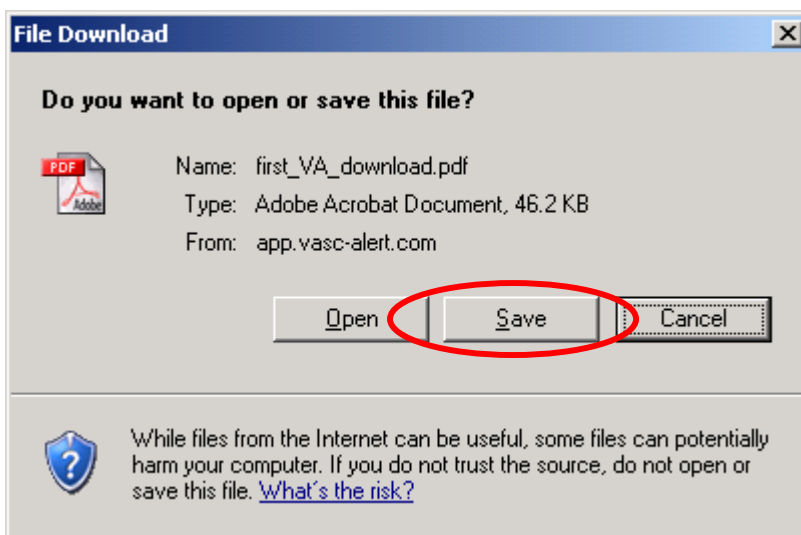 File Download
Do you want to open or save this file?
PDF
Adobe
Name: first_VA_download.pdf
Type: Adobe Acrobat Document, 46.2 KB
From: app.vasc-alert.com
Open Save Cancel
While files from the Internet can be useful, some files can potentially
harm your computer. If you do not trust the source, do not open or
save this file. What's the risk?